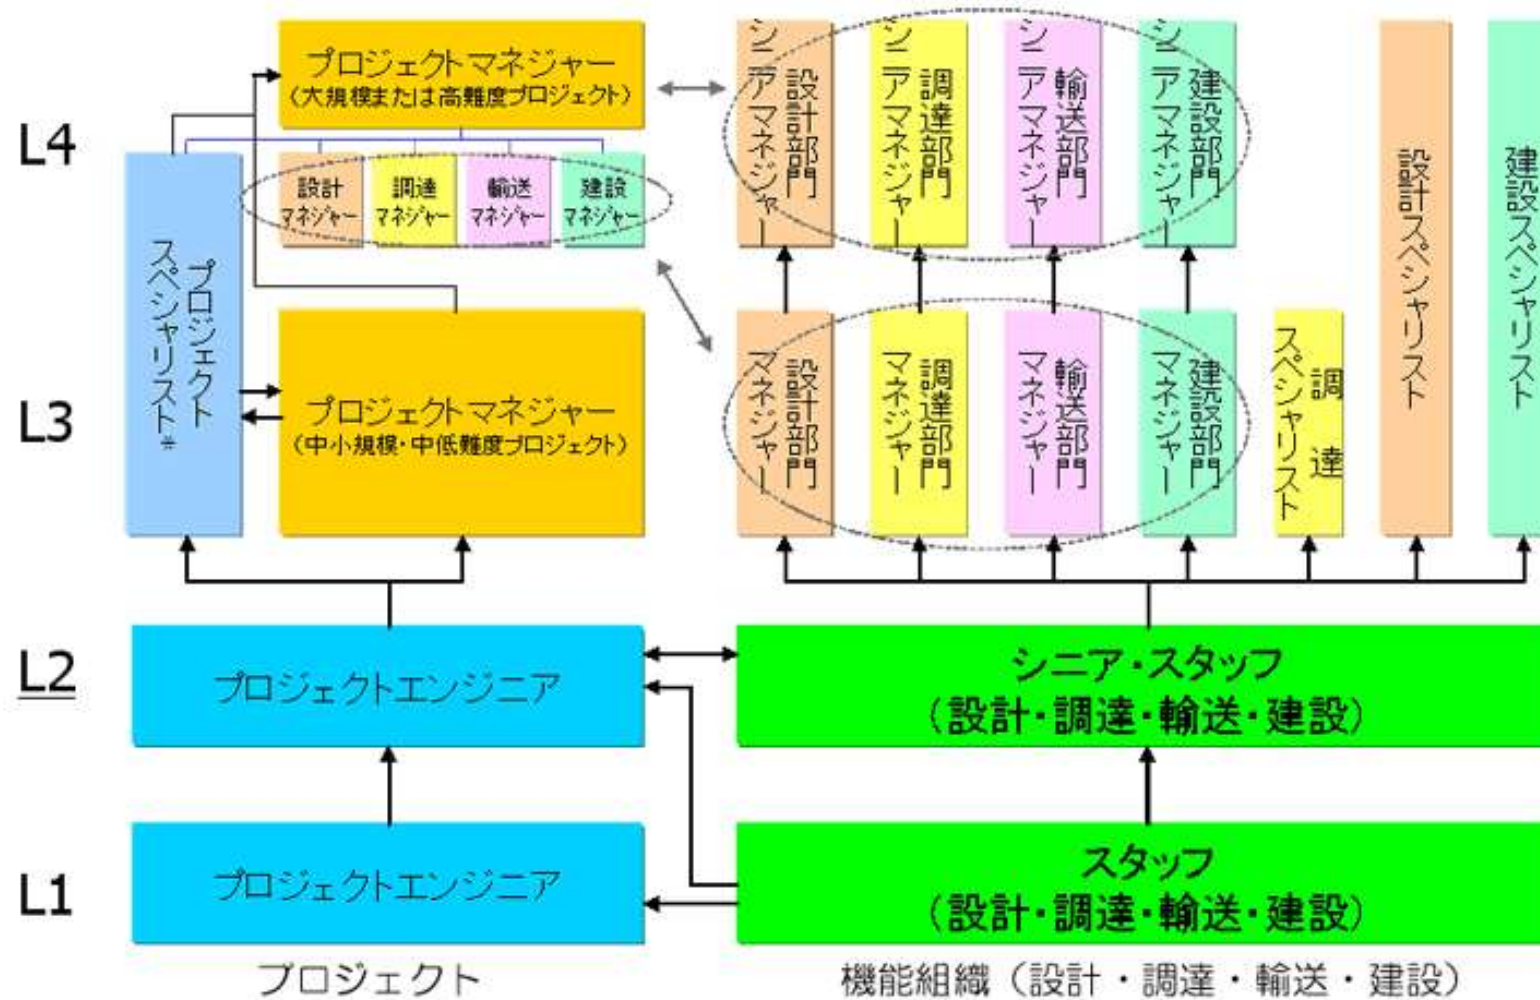 L4
プロジェクトマネジャー
(大規模または高難度プロジェクト)
設計
マネジャー
調達
マネジャー
輸送
マネジャー
建設
マネジャー
プロジェクト
スペシャリスト*
設計部門
シニアマネジャー
調達部門
シニアマネジャー
輸送部門
シニアマネジャー
建設部門
シニアマネジャー
設計スペシャリスト
建設スペシャリスト
L3
プロジェクトマネジャー
(中小規模・中低難度プロジェクト)
設計部門
マネジャー
調達部門
マネジャー
輸送部門
マネジャー
建設部門
マネジャー
調達
スペシャリスト
L2
プロジェクトエンジニア
シニア・スタッフ
(設計・調達・輸送・建設)
L1
プロジェクトエンジニア
スタッフ
(設計・調達・輸送・建設)
プロジェクト
機能組織(設計・調達・輸送・建設)